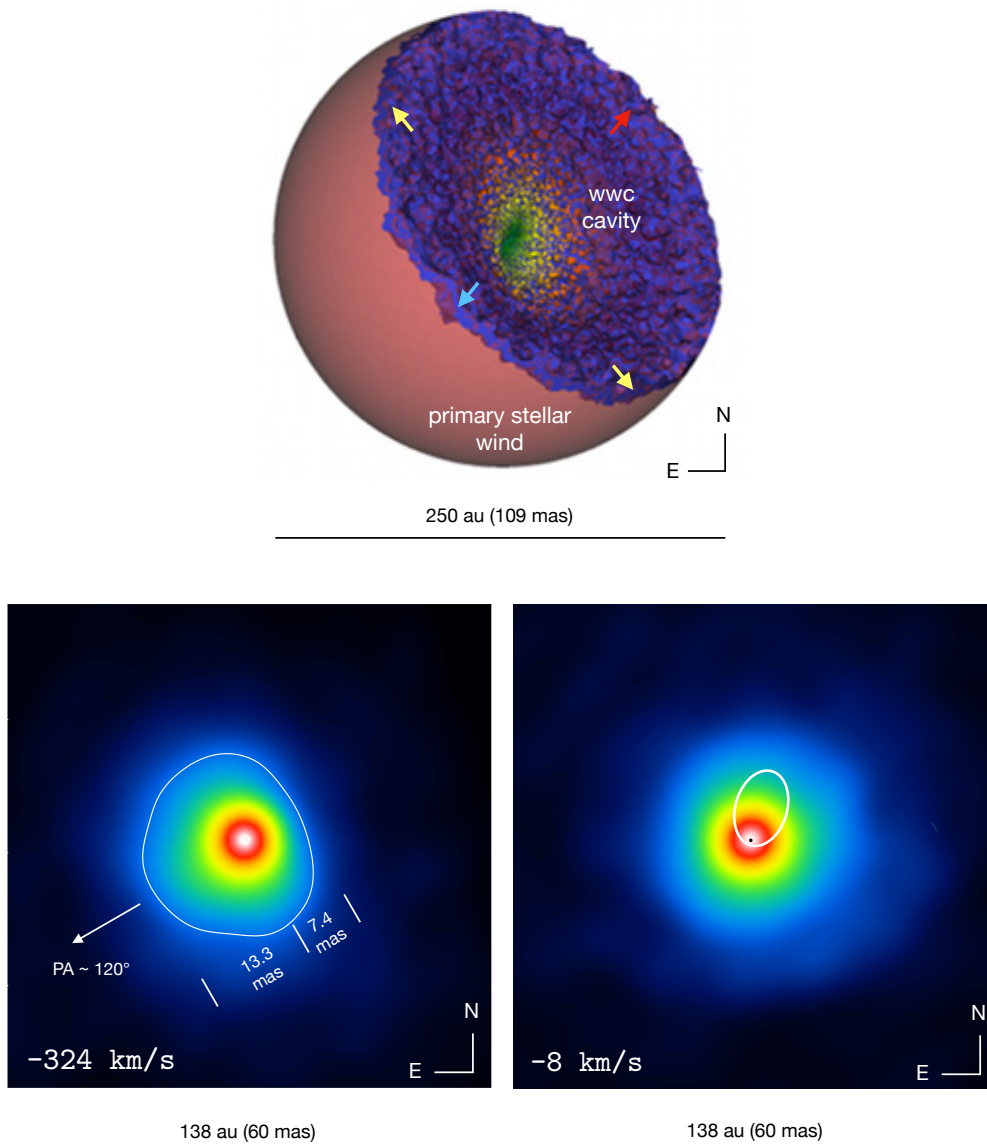 wwc
cavity
primary stellar
wind
N
E
250 au (109 mas)
PA ~ 120°
13.3
mas
7.4
mas
N
E
-324 km/s
N
E
-8 km/s
138 au (60 mas)
138 au (60 mas)